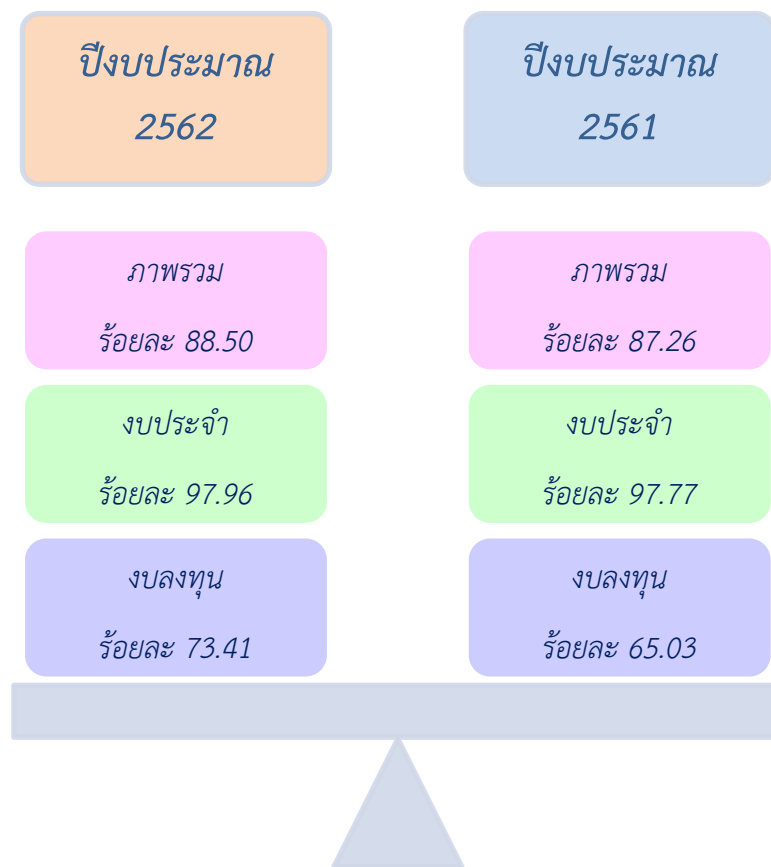 ปีงบประมาณ
2562
ปีงบประมาณ
2561
ภาพรวม
ร้อยละ 88.50
ภาพรวม
ร้อยละ 87.26
งบประจำ
ร้อยละ 97.96
งบประจำ
ร้อยละ 97.77
งบลงทุน
ร้อยละ 73.41
งบลงทุน
ร้อยละ 65.03